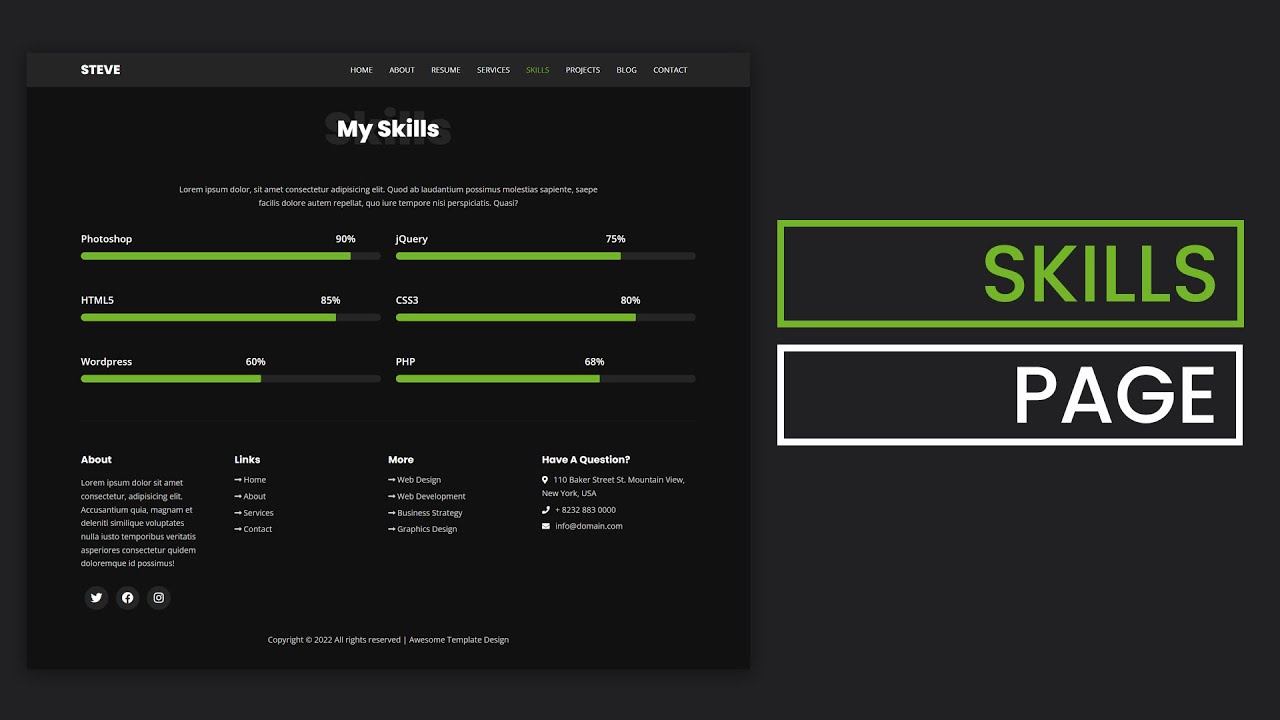 STEVE
HOME ABOUT RESUME SERVICES SKILLS PROJECTS BLOG CONTACT
Skills
My Skills
Lorem ipsum dolor, sit amet consectetur adipisicing elit. Quod ab laudantium possimus molestias sapiente, saepe
facilis dolore autem repellat, quo iure tempore nisi perspiciatis. Quasi?
Photoshop 90%
jQuery 75%
HTML5 85%
CSS3 80%
Wordpress 60%
PHP 68%
About
Lorem ipsum dolor sit amet
consectetur, adipisicing elit.
Accusantium quia, magnam et
deleniti similique voluptates
nulla iusto temporibus veritatis
asperiores consectetur quidem
doloremque id possimus!
Links
Home
About
Services
Contact
More
Web Design
Web Development
Business Strategy
Graphics Design
Have A Question?
110 Baker Street St. Mountain View,
New York, USA
+ 8232 883 0000
info@domain.com
Copyright © 2022 All rights reserved | Awesome Template Design
SKILLS
PAGE